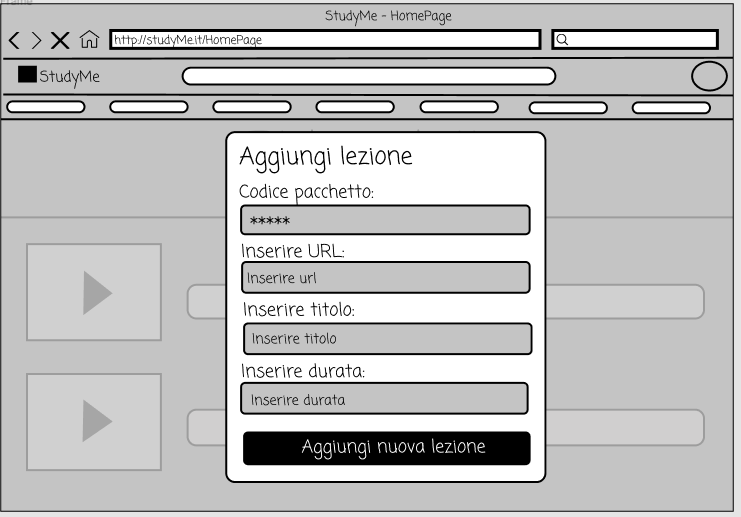 Frame
StudyMe - HomePage
http://studyMe.it/HomePage
StudyMe
Aggiungi lezione
Codice pacchetto:
*****
Inserire URL:
Inserire url
Inserire titolo:
Inserire titolo
Inserire durata:
Inserire durata
Aggiungi nuova lezione